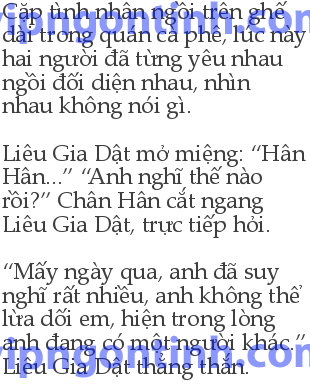 Cặp tình nhân ngồi trên ghế
dài trong quán cà phê, lúc này
hai người đã từng yêu nhau
ngồi đối diện nhau, nhìn
nhau không nói gì.
Liêu Gia Dật mở miệng: “Hân
Hân...” “Anh nghĩ thế nào
rồi?” Chân Hân cắt ngang
Liêu Gia Dật, trực tiếp hỏi.
“Mấy ngày qua, anh đã suy
nghĩ rất nhiều, anh không thể
lừa dối em, hiện trong lòng
anh đang có một người khác.”
Liêu Gia Dật thẳng thắn.
vipngontinh.com